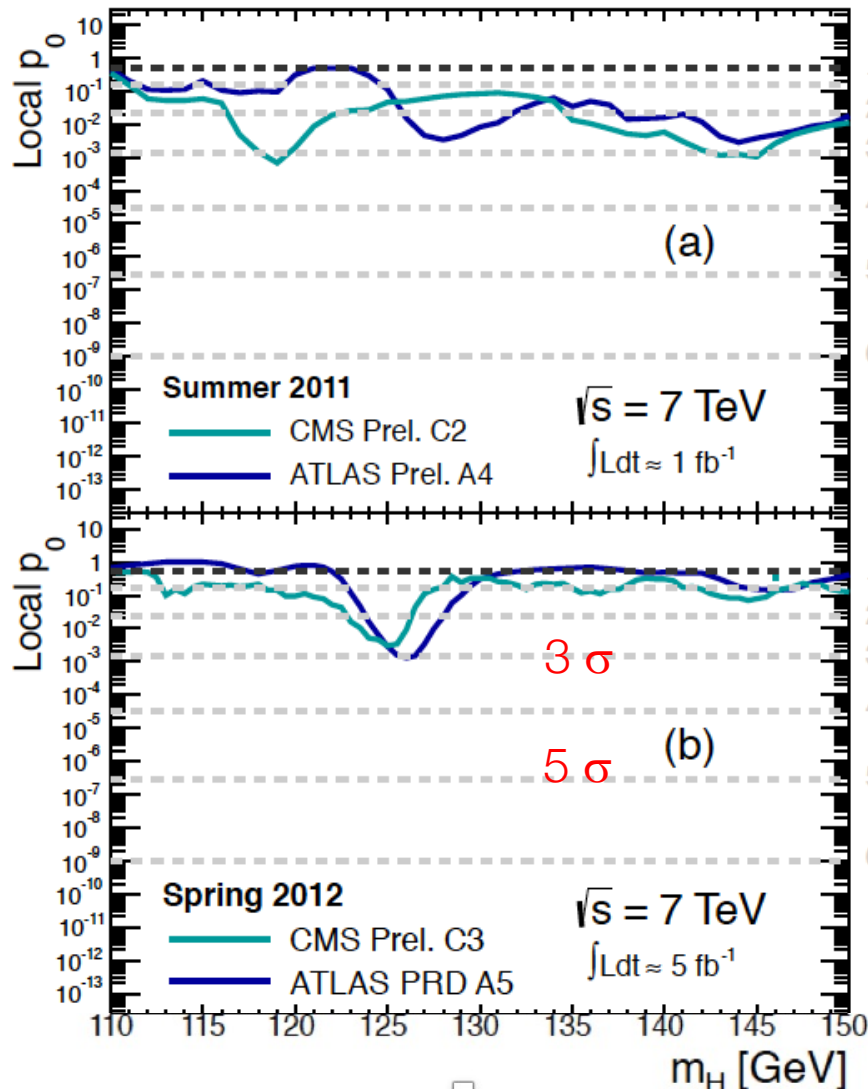 Local p₀
10
1
10⁻¹
10⁻²
10⁻³
10⁻⁴
10⁻⁵
10⁻⁶
10⁻⁷
10⁻⁸
10⁻⁹
10⁻¹⁰
10⁻¹¹
10⁻¹²
10⁻¹³
(a)
Summer 2011
CMS Prel. C2
ATLAS Prel. A4
√s = 7 TeV
∫Ldt ≈ 1 fb⁻¹
Local p₀
10
1
10⁻¹
10⁻²
10⁻³
10⁻⁴
10⁻⁵
10⁻⁶
10⁻⁷
10⁻⁸
10⁻⁹
10⁻¹⁰
10⁻¹¹
10⁻¹²
10⁻¹³
3 σ
5 σ
(b)
Spring 2012
CMS Prel. C3
ATLAS PRD A5
√s = 7 TeV
∫Ldt ≈ 5 fb⁻¹
110 115 120 125 130 135 140 145 150
m_H [GeV]